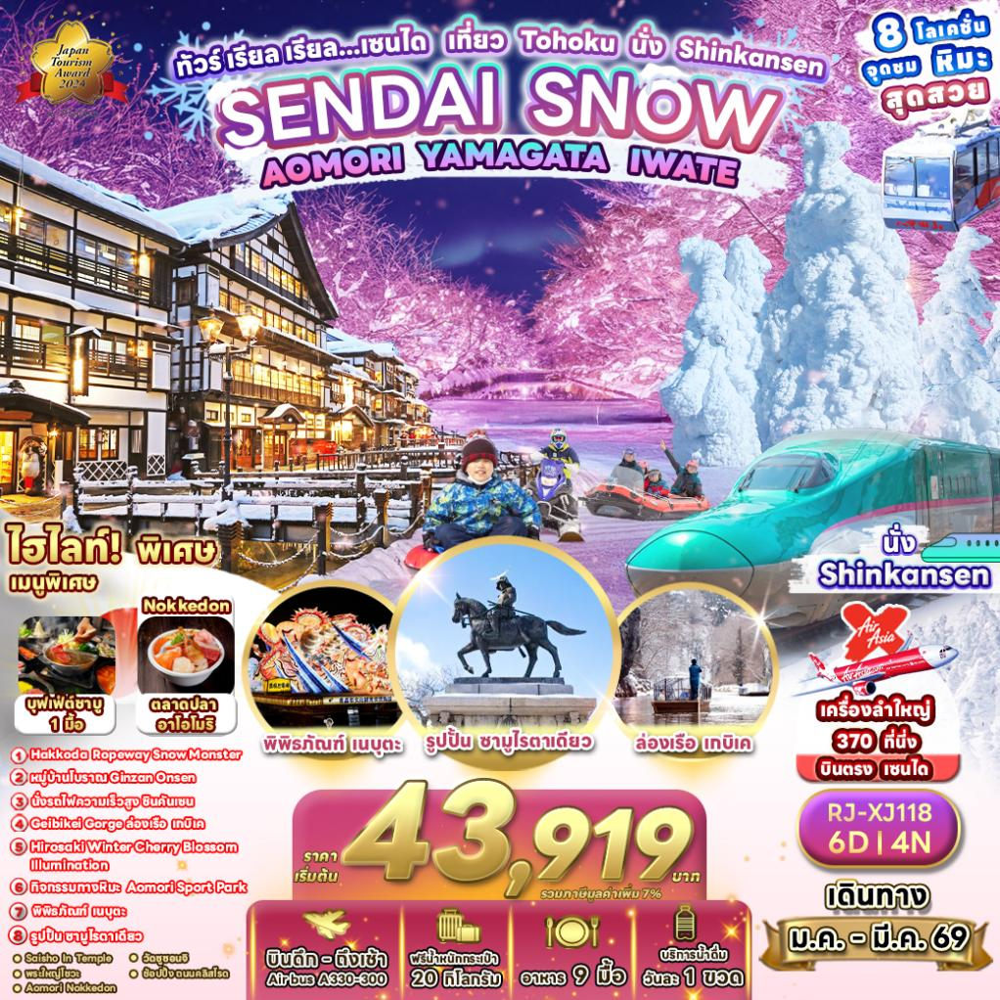 Japan
Tourism
Award
2024
ทัวร์ เรียล เรียล...เซนได เที่ยว Tohoku นั่ง Shinkansen
SENDAI SNOW
AOMORI YAMAGATA IWATE
8 โลเคชั่น
จุดชม หิมะ
สุดสวย
ไฮไลท์! พิเศษ
เมนูพิเศษ
บุฟเฟ่ต์ชาบู
1 มื้อ
Nokkedon
ตลาดปลา
อาโอโมริ
พิพิธภัณฑ์ เนบุตะ
รูปปั้น ซามูไรตาเดียว
ล่องเรือ เกบิเค
นั่ง
Shinkansen
Air
Asia
X
เครื่องลำใหญ่
370 ที่นั่ง
บินตรง เซนได
RJ-XJ118
6D | 4N
เดินทาง
ม.ค. - มี.ค. 69
1 Hakkoda Ropeway Snow Monster
2 หมู่บ้านโบราณ Ginzan Onsen
3 นั่งรถไฟความเร็วสูง ชินคันเซน
4 Geibikei Gorge ล่องเรือ เกบิเค
5 Hirosaki Winter Cherry Blossom
Illumination
6 กิจกรรมทางหิมะ Aomori Sport Park
7 พิพิธภัณฑ์ เนบุตะ
8 รูปปั้น ซามูไรตาเดียว
• Saisho In Temple
• วัดชูซอนจิ
• พระใหญ่โชวะ
• ช้อปปิ้ง ถนนคลิสโรด
• Aomori Nokkedon
ราคา
เริ่มต้น
43,919 บาท
รวมภาษีมูลค่าเพิ่ม 7%
บินดึก - ถึงเช้า
Airbus A330-300
ฟรีน้ำหนักกระเป๋า
20 กิโลกรัม
อาหาร 9 มื้อ
บริการน้ำดื่ม
วันละ 1 ขวด